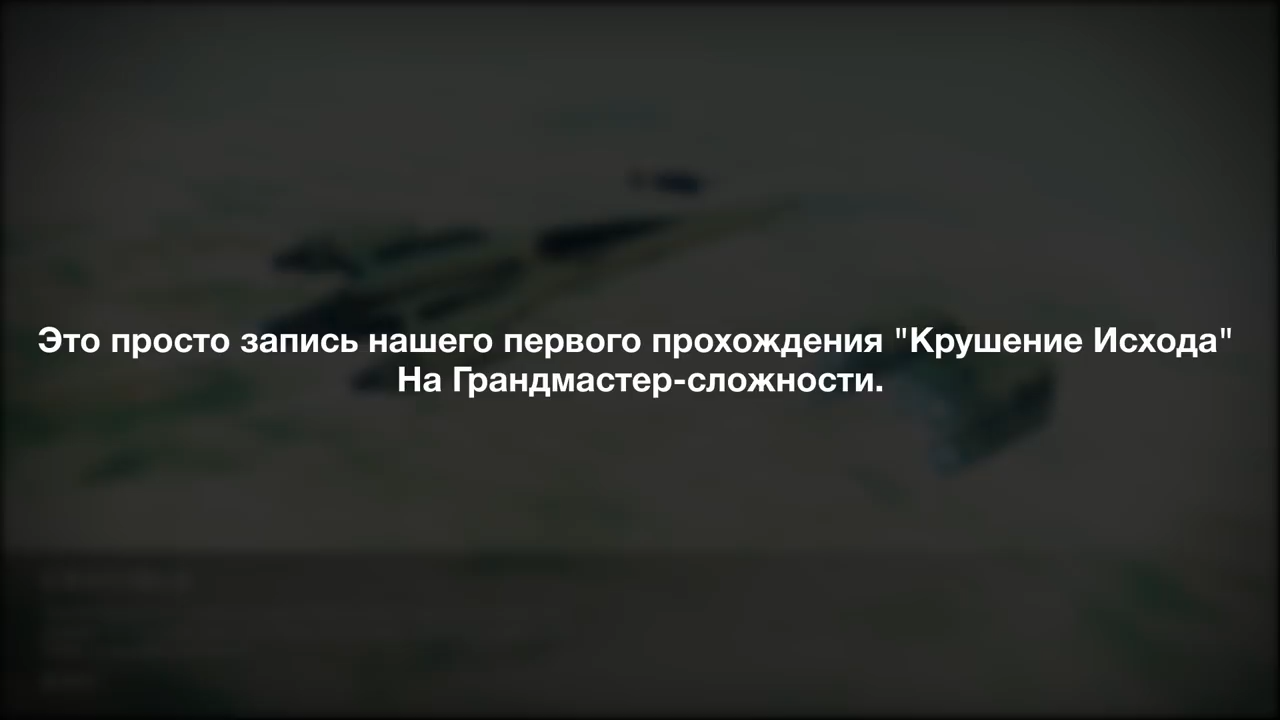 Это просто запись нашего первого прохождения "Крушение Исхода"
На Грандмастер-сложности.